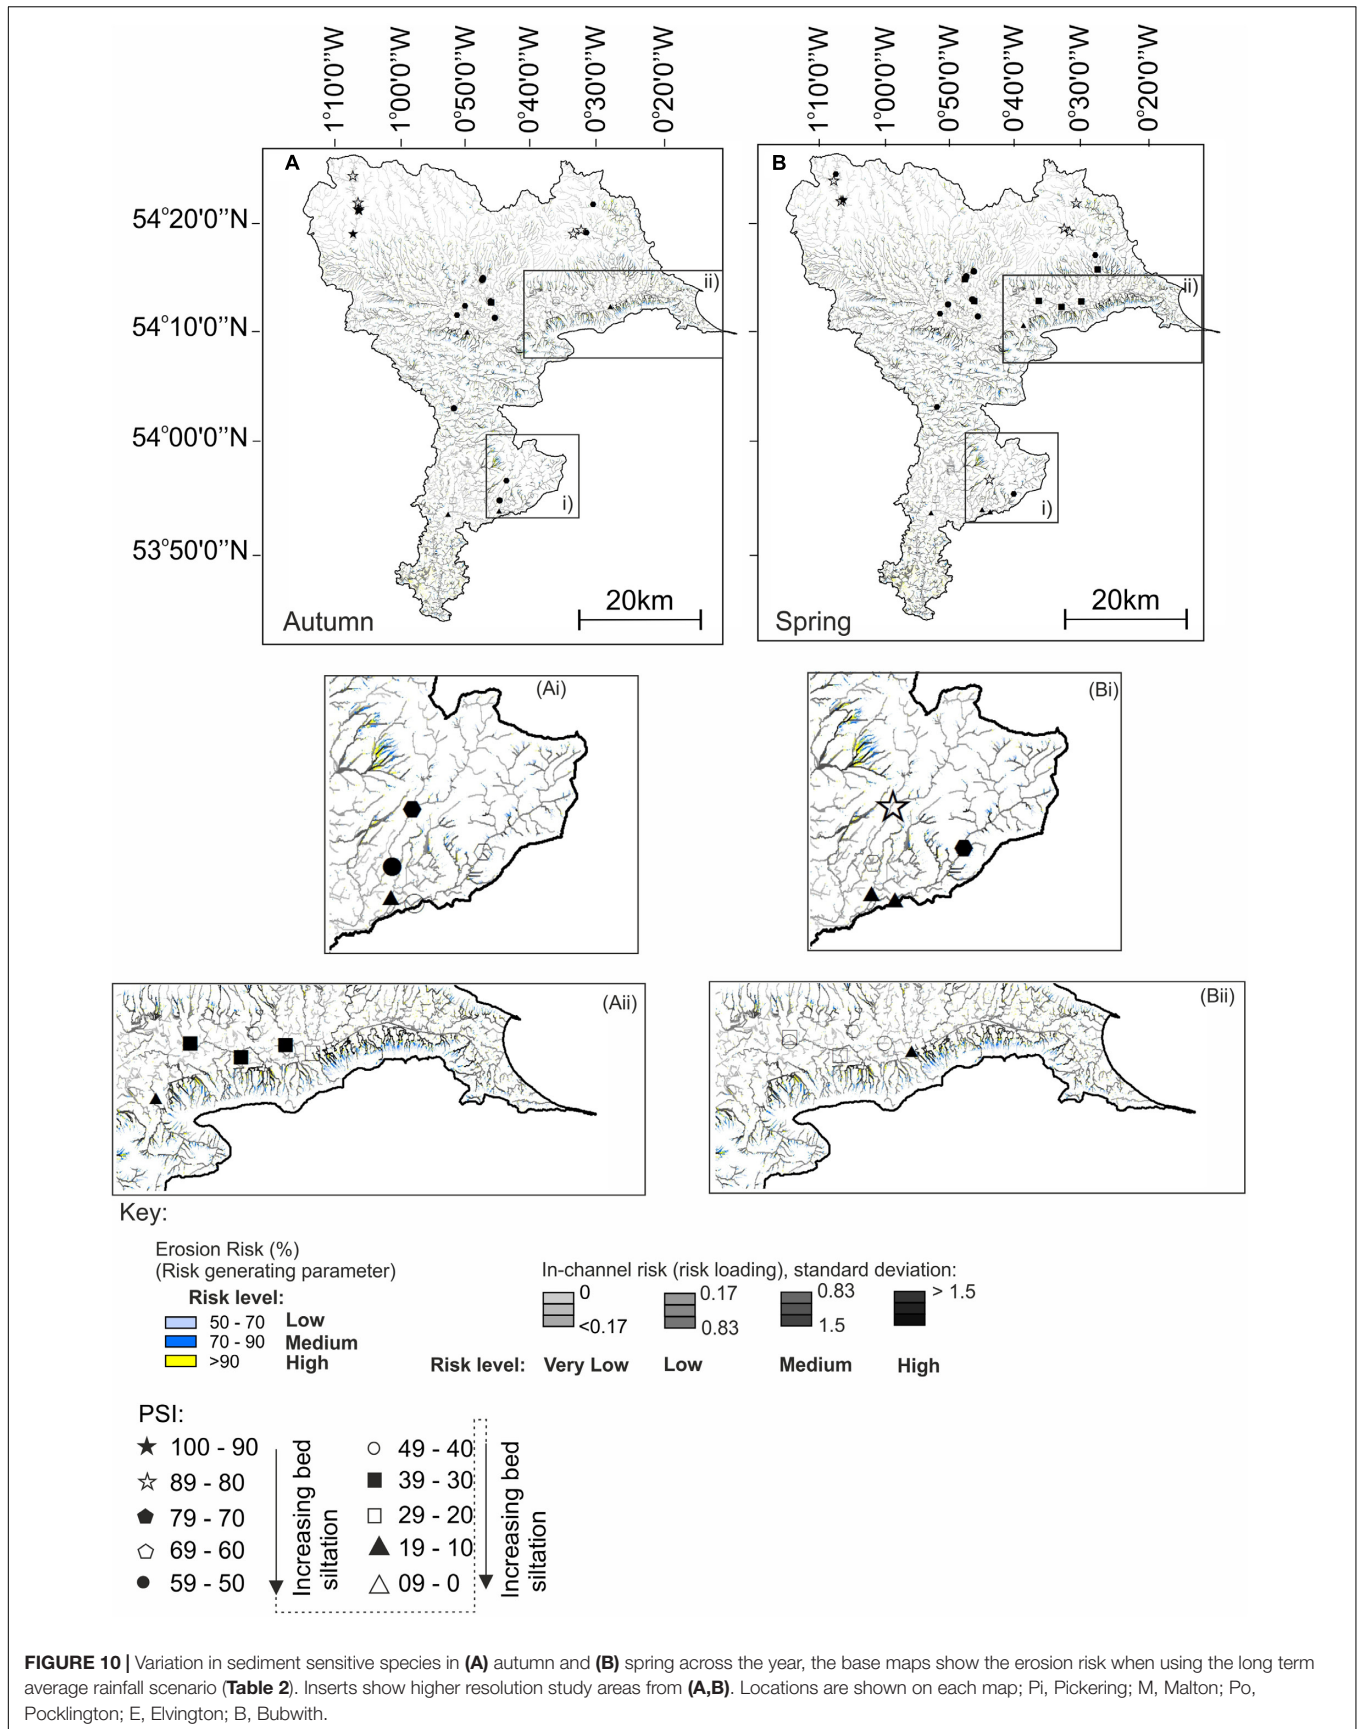 1°10'0''W
1°00'0''W
0°50'0''W
0°40'0''W
0°30'0''W
0°20'0''W
1°10'0''W
1°00'0''W
0°50'0''W
0°40'0''W
0°30'0''W
0°20'0''W
A
B
54°20'0''N
54°10'0''N
54°00'0''N
53°50'0''N
ii)
i)
ii)
i)
Autumn
20km
Spring
20km
(Ai)
(Bi)
(Aii)
(Bii)
Key:
Erosion Risk (%)
(Risk generating parameter)
Risk level:
50 - 70 Low
70 - 90 Medium
>90 High
In-channel risk (risk loading), standard deviation:
0
<0.17
0.17
0.83
0.83
1.5
> 1.5
Risk level: Very Low Low Medium High
PSI:
100 - 90
89 - 80
79 - 70
69 - 60
59 - 50
Increasing bed
siltation
49 - 40
39 - 30
29 - 20
19 - 10
09 - 0
Increasing bed
siltation
FIGURE 10 | Variation in sediment sensitive species in (A) autumn and (B) spring across the year, the base maps show the erosion risk when using the long term
average rainfall scenario (Table 2). Inserts show higher resolution study areas from (A,B). Locations are shown on each map; Pi, Pickering; M, Malton; Po,
Pocklington; E, Elvington; B, Bubwith.